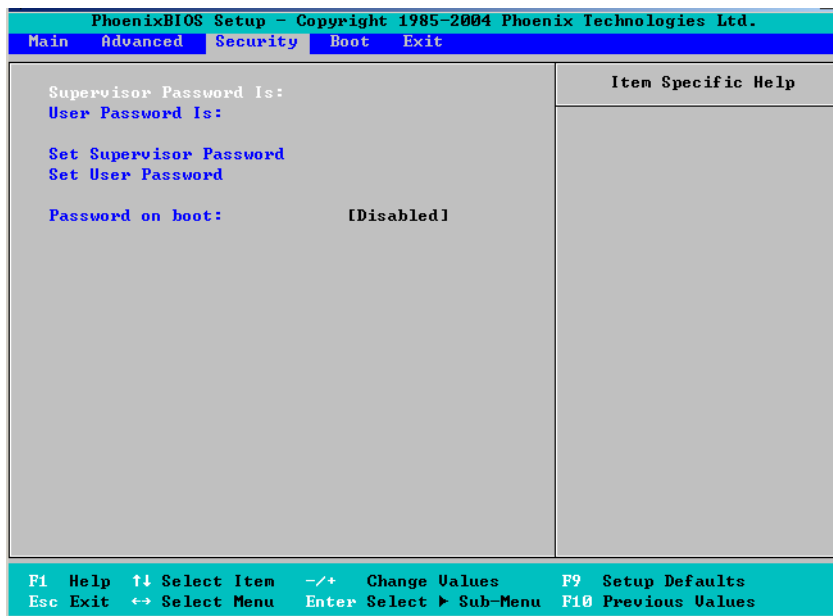 PhoenixBIOS Setup - Copyright 1985-2004 Phoenix Technologies Ltd.
Main Advanced Security Boot Exit
Supervisor Password Is:
User Password Is:
Set Supervisor Password
Set User Password
Password on boot: [Disabled]
Item Specific Help
F1 Help ↑↓ Select Item -/+ Change Values F9 Setup Defaults
Esc Exit ↔ Select Menu Enter Select ▶ Sub-Menu F10 Previous Values